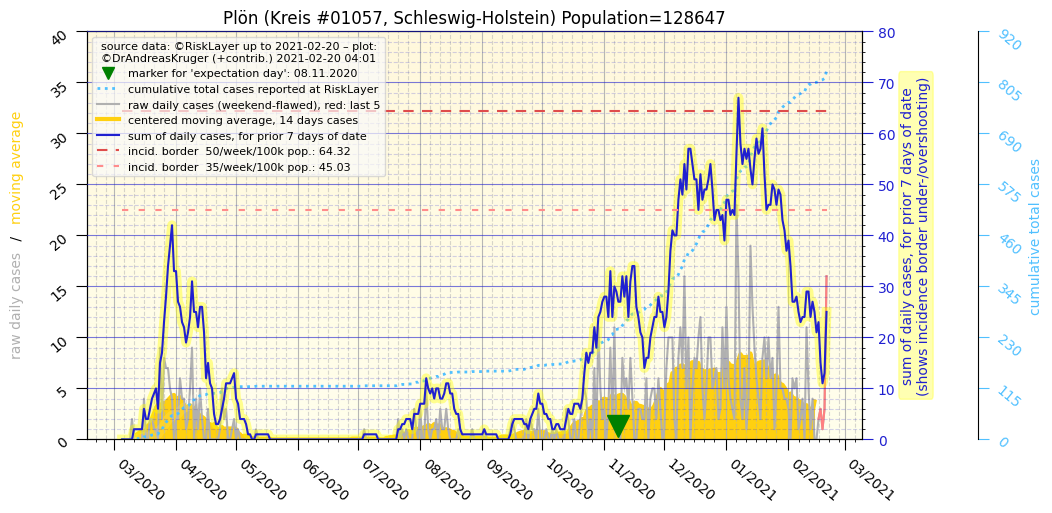 Plön (Kreis #01057, Schleswig-Holstein) Population=128647
source data: ©RiskLayer up to 2021-02-20 – plot:
©DrAndreasKruger (+contrib.) 2021-02-20 04:01
marker for 'expectation day': 08.11.2020
cumulative total cases reported at RiskLayer
raw daily cases (weekend-flawed), red: last 5
centered moving average, 14 days cases
sum of daily cases, for prior 7 days of date
incid. border 50/week/100k pop.: 64.32
incid. border 35/week/100k pop.: 45.03
raw daily cases / moving average
40
35
30
25
20
15
10
5
0
03/2020
04/2020
05/2020
06/2020
07/2020
08/2020
09/2020
10/2020
11/2020
12/2020
01/2021
02/2021
03/2021
80
70
60
50
40
30
20
10
0
sum of daily cases, for prior 7 days of date
(shows incidence border under-/overshooting)
920
805
690
575
460
345
230
115
0
cumulative total cases